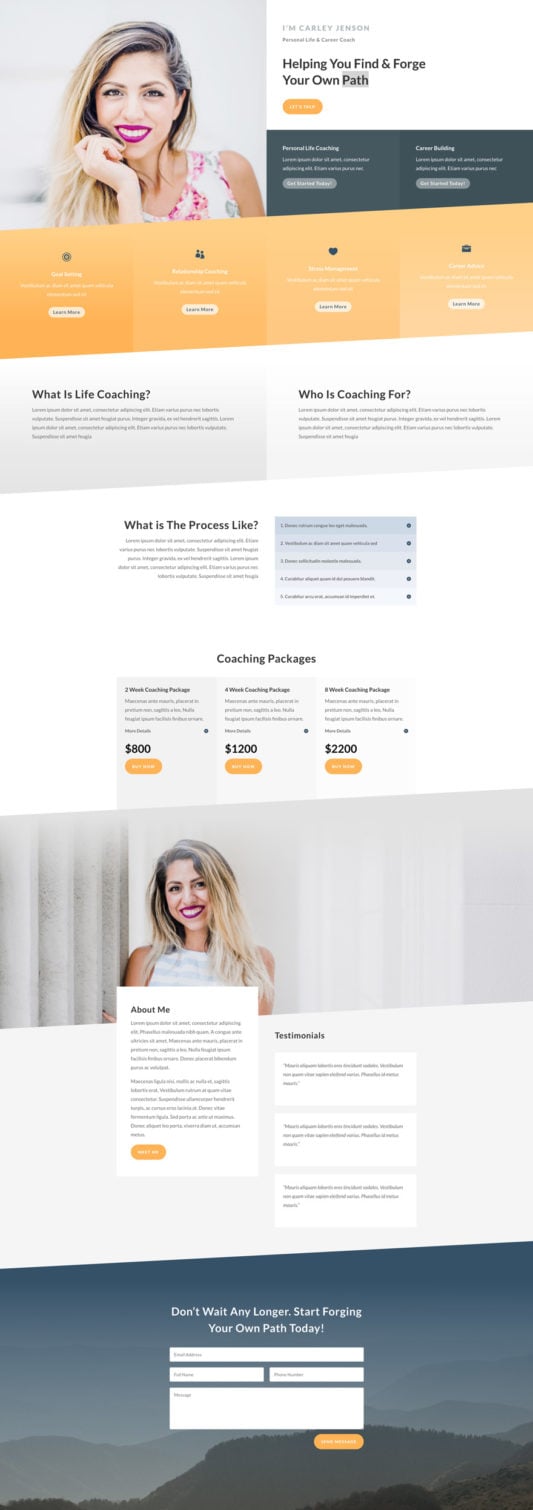 I'M CARLEY JENSON
Personal Life & Career Coach
Helping You Find & Forge
Your Own Path
LET'S TALK
Personal Life Coaching
Lorem ipsum dolor sit amet, consectetur
adipiscing elit. Etiam varius purus nec
Get Started Today!
Career Building
Lorem ipsum dolor sit amet, consectetur
adipiscing elit. Etiam varius purus nec
Get Started Today!
Goal Setting
Vestibulum ac diam sit amet quam vehicula
elementum sed sit
Learn More
Relationship Coaching
Vestibulum ac diam sit amet quam vehicula
elementum sed sit
Learn More
Stress Management
Vestibulum ac diam sit amet quam vehicula
elementum sed sit
Learn More
Career Advice
Vestibulum ac diam sit amet quam vehicula
elementum sed sit
Learn More
What Is Life Coaching?
Lorem ipsum dolor sit amet, consectetur adipiscing elit. Etiam varius purus nec lobortis
vulputate. Suspendisse sit amet feugiat purus. Integer gravida, ex vel hendrerit sagittis. Lorem
ipsum dolor sit amet, consectetur adipiscing elit. Etiam varius purus nec lobortis vulputate.
Suspendisse sit amet feugia
Who Is Coaching For?
Lorem ipsum dolor sit amet, consectetur adipiscing elit. Etiam varius purus nec lobortis
vulputate. Suspendisse sit amet feugiat purus. Integer gravida, ex vel hendrerit sagittis. Lorem
ipsum dolor sit amet, consectetur adipiscing elit. Etiam varius purus nec lobortis vulputate.
Suspendisse sit amet feugia
What is The Process Like?
Lorem ipsum dolor sit amet, consectetur adipiscing elit. Etiam
varius purus nec lobortis vulputate. Suspendisse sit amet feugiat
purus. Integer gravida, ex vel hendrerit sagittis. Lorem ipsum
dolor sit amet, consectetur adipiscing elit. Etiam varius purus nec
lobortis vulputate. Suspendisse sit amet feugia
1. Donec rutrum congue leo eget malesuada.
2. Vestibulum ac diam sit amet quam vehicula sed
3. Donec sollicitudin molestie malesuada.
4. Curabitur aliquet quam id dui posuere blandit.
5. Curabitur arcu erat, accumsan id imperdiet et.
Coaching Packages
2 Week Coaching Package
Maecenas ante mauris, placerat in
pretium non, sagittis a leo. Nulla
feugiat ipsum facilisis finibus ornare.
More Details
$800
BUY NOW
4 Week Coaching Package
Maecenas ante mauris, placerat in
pretium non, sagittis a leo. Nulla
feugiat ipsum facilisis finibus ornare.
More Details
$1200
BUY NOW
8 Week Coaching Package
Maecenas ante mauris, placerat in
pretium non, sagittis a leo. Nulla
feugiat ipsum facilisis finibus ornare.
More Details
$2200
BUY NOW
About Me
Lorem ipsum dolor sit amet, consectetur adipiscing
elit. Phasellus malesuada nibh quam. A congue ante
ultricies sit amet. Maecenas ante mauris, placerat in
pretium non, sagittis a leo. Nulla feugiat ipsum
facilisis finibus ornare. Donec placerat bibendum
purus ac volutpat.
Maecenas ligula nisi, mollis ac nulla et, sagittis
lobortis erat. Vestibulum rutrum at quam vitae
consectetur. Suspendisse ullamcorper hendrerit
turpis, ac cursus eros lacinia at. Donec vitae
fermentum ligula. Sed porta ac ante ut maximus.
Donec aliquet leo porta, viverra diam ut, accumsan
metus.
MEET ME
Testimonials
"Mauris aliquam lobortis eros tincidunt sodales. Vestibulum
non quam vitae sapien eleifend varius. Phasellus id metus
mauris"
"Mauris aliquam lobortis eros tincidunt sodales. Vestibulum
non quam vitae sapien eleifend varius. Phasellus id metus
mauris"
"Mauris aliquam lobortis eros tincidunt sodales. Vestibulum
non quam vitae sapien eleifend varius. Phasellus id metus
mauris"
Don't Wait Any Longer. Start Forging
Your Own Path Today!
Email Address
Full Name
Phone Number
Message
SEND MESSAGE